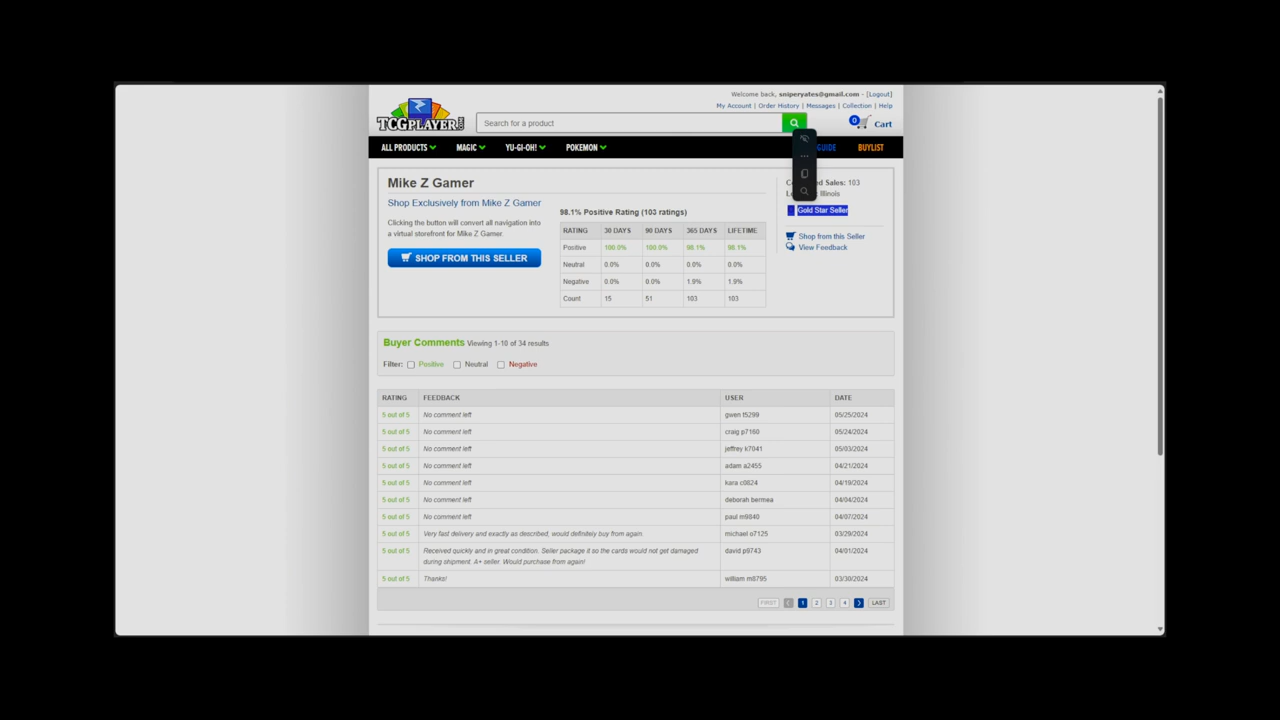 Welcome back, sniperyates@gmail.com - [Logout]
My Account | Order History | Messages | Collection | Help
TCGPLAYER
Search for a product
0 Cart
ALL PRODUCTS MAGIC YU-GI-OH! POKEMON GUIDE BUYLIST
Mike Z Gamer
Shop Exclusively from Mike Z Gamer
Clicking the button will convert all navigation into
a virtual storefront for Mike Z Gamer.
SHOP FROM THIS SELLER
98.1% Positive Rating (103 ratings)
RATING 30 DAYS 90 DAYS 365 DAYS LIFETIME
Positive 100.0% 100.0% 98.1% 98.1%
Neutral 0.0% 0.0% 0.0% 0.0%
Negative 0.0% 0.0% 1.9% 1.9%
Count 15 51 103 103
Sales: 103
Illinois
Gold Star Seller
Shop from this Seller
View Feedback
Buyer Comments Viewing 1-10 of 34 results
Filter: Positive Neutral Negative
RATING FEEDBACK USER DATE
5 out of 5 No comment left gwen t5299 05/25/2024
5 out of 5 No comment left craig p7160 05/24/2024
5 out of 5 No comment left jeffrey k7041 05/03/2024
5 out of 5 No comment left adam a2455 04/21/2024
5 out of 5 No comment left kara c0824 04/19/2024
5 out of 5 No comment left deborah bermea 04/04/2024
5 out of 5 No comment left paul m9840 04/07/2024
5 out of 5 Very fast delivery and exactly as described, would definitely buy from again. michael o7125 03/29/2024
5 out of 5 Received quickly and in great condition. Seller package it so the cards would not get damaged david p9743 04/01/2024
during shipment. A+ seller. Would purchase from again!
5 out of 5 Thanks! william m8795 03/30/2024
FIRST 1 2 3 4 LAST